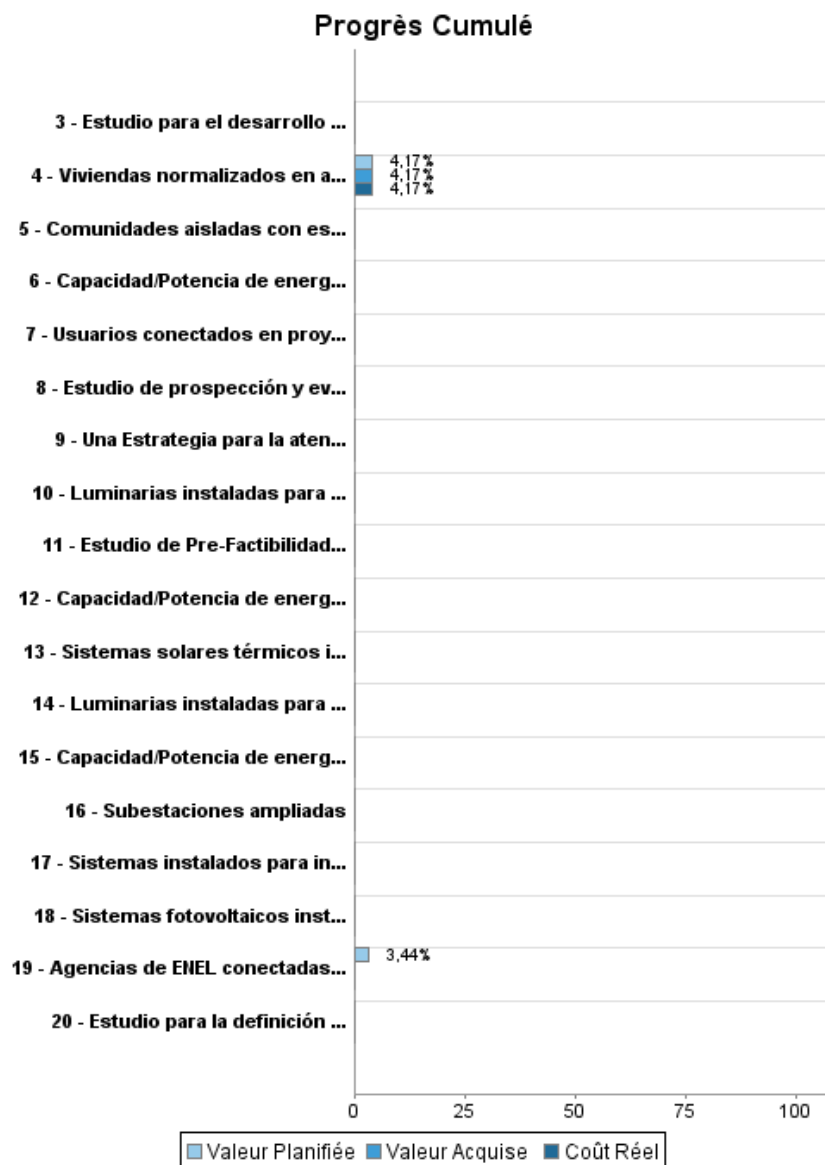 Progrès Cumulé
3 - Estudio para el desarrollo ...
4,17%
4 - Viviendas normalizados en a...
4,17%
4,17%
5 - Comunidades aisladas con es...
6 - Capacidad/Potencia de energ...
7 - Usuarios conectados en proy...
8 - Estudio de prospección y ev...
9 - Una Estrategia para la aten...
10 - Luminarias instaladas para ...
11 - Estudio de Pre-Factibilidad...
12 - Capacidad/Potencia de energ...
13 - Sistemas solares térmicos i...
14 - Luminarias instaladas para ...
15 - Capacidad/Potencia de energ...
16 - Subestaciones ampliadas
17 - Sistemas instalados para in...
18 - Sistemas fotovoltaicos inst...
3,44%
19 - Agencias de ENEL conectadas...
20 - Estudio para la definición ...
0 25 50 75 100
Valeur Planifiée Valeur Acquise Coût Réel